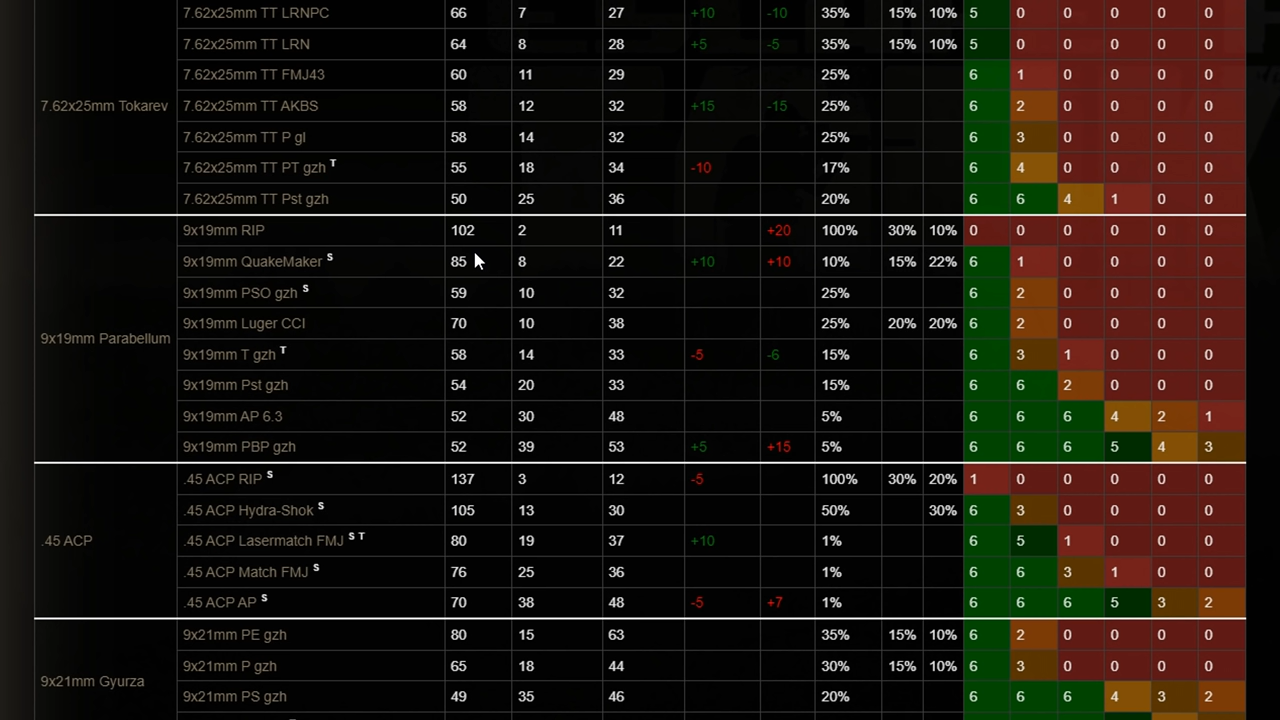 7.62x25mm TT LRNPC 66 7 27 +10 -10 35% 15% 10% 5 0 0 0 0 0
7.62x25mm TT LRN 64 8 28 +5 -5 35% 15% 10% 5 0 0 0 0 0
7.62x25mm TT FMJ43 60 11 29 25% 6 1 0 0 0 0
7.62x25mm Tokarev 7.62x25mm TT AKBS 58 12 32 +15 -15 25% 6 2 0 0 0 0
7.62x25mm TT P gl 58 14 32 25% 6 3 0 0 0 0
7.62x25mm TT PT gzh T 55 18 34 -10 17% 6 4 0 0 0 0
7.62x25mm TT Pst gzh 50 25 36 20% 6 6 4 1 0 0
9x19mm RIP 102 2 11 +20 100% 30% 10% 0 0 0 0 0 0
9x19mm QuakeMaker S 85 8 22 +10 +10 10% 15% 22% 6 1 0 0 0 0
9x19mm PSO gzh S 59 10 32 25% 6 2 0 0 0 0
9x19mm Luger CCI 70 10 38 25% 20% 20% 6 2 0 0 0 0
9x19mm Parabellum
9x19mm T gzh T 58 14 33 -5 -6 15% 6 3 1 0 0 0
9x19mm Pst gzh 54 20 33 15% 6 6 2 0 0 0
9x19mm AP 6.3 52 30 48 5% 6 6 6 4 2 1
9x19mm PBP gzh 52 39 53 +5 +15 5% 6 6 6 5 4 3
.45 ACP RIP S 137 3 12 -5 100% 30% 20% 1 0 0 0 0 0
.45 ACP Hydra-Shok S 105 13 30 50% 30% 6 3 0 0 0 0
.45 ACP .45 ACP Lasermatch FMJ S T 80 19 37 +10 1% 6 5 1 0 0 0
.45 ACP Match FMJ S 76 25 36 1% 6 6 3 1 0 0
.45 ACP AP S 70 38 48 -5 +7 1% 6 6 6 5 3 2
9x21mm PE gzh 80 15 63 35% 15% 10% 6 2 0 0 0 0
9x21mm P gzh 65 18 44 30% 15% 10% 6 3 0 0 0 0
9x21mm Gyurza
9x21mm PS gzh 49 35 46 20% 6 6 6 4 3 2